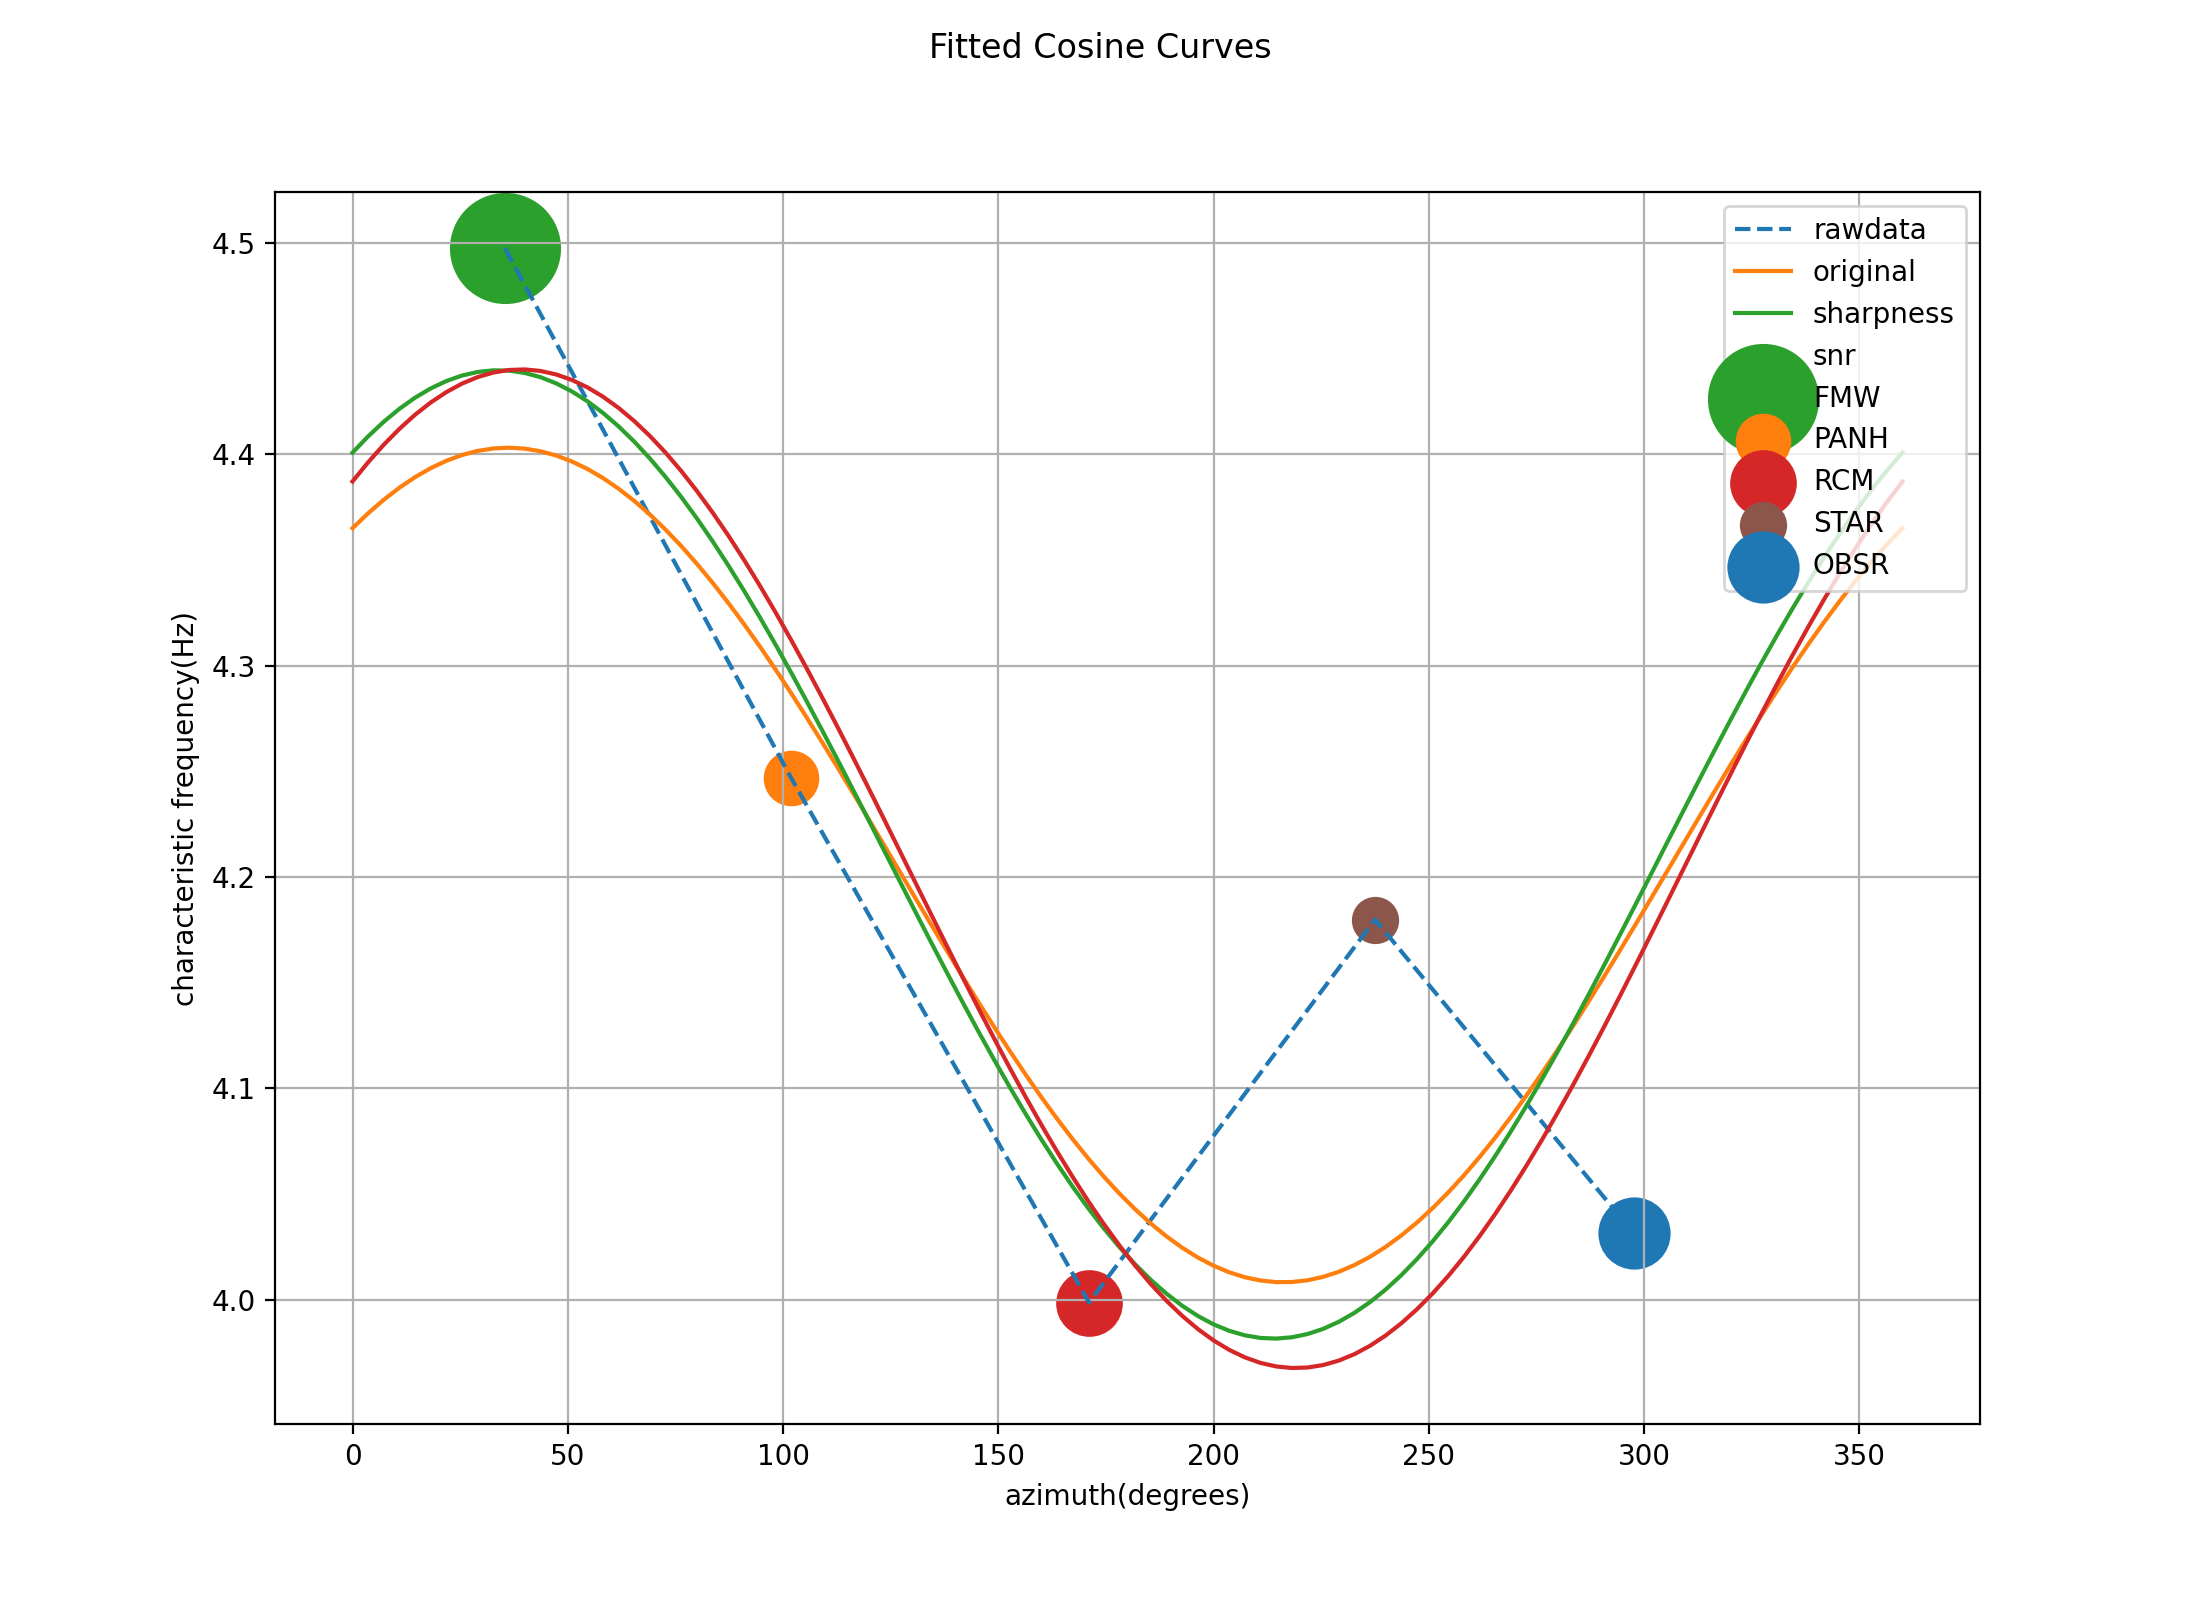 Fitted Cosine Curves
4.5
4.4
4.3
4.2
4.1
4.0
characteristic frequency(Hz)
rawdata
original
sharpness
snr
FMW
PANH
RCM
STAR
OBSR
0 50 100 150 200 250 300 350
azimuth(degrees)